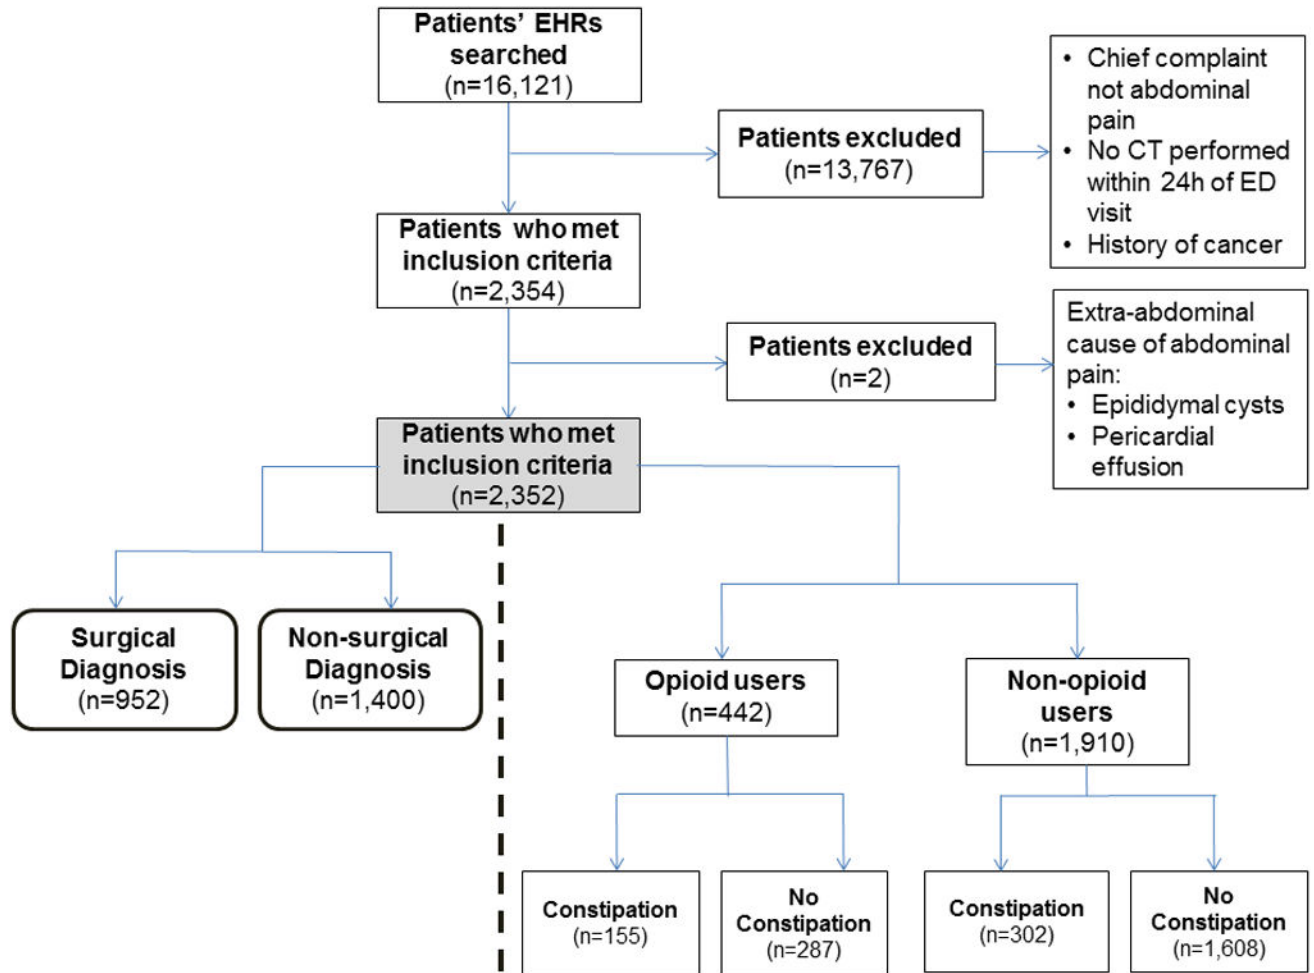 Patients' EHRs
searched
(n=16,121)
• Chief complaint
not abdominal
pain
• No CT performed
within 24h of ED
visit
• History of cancer
Patients excluded
(n=13,767)
Patients who met
inclusion criteria
(n=2,354)
Patients excluded
(n=2)
Extra-abdominal
cause of abdominal
pain:
• Epididymal cysts
• Pericardial
effusion
Patients who met
inclusion criteria
(n=2,352)
Surgical
Diagnosis
(n=952)
Non-surgical
Diagnosis
(n=1,400)
Opioid users
(n=442)
Non-opioid
users
(n=1,910)
Constipation
(n=155)
No
Constipation
(n=287)
Constipation
(n=302)
No
Constipation
(n=1,608)